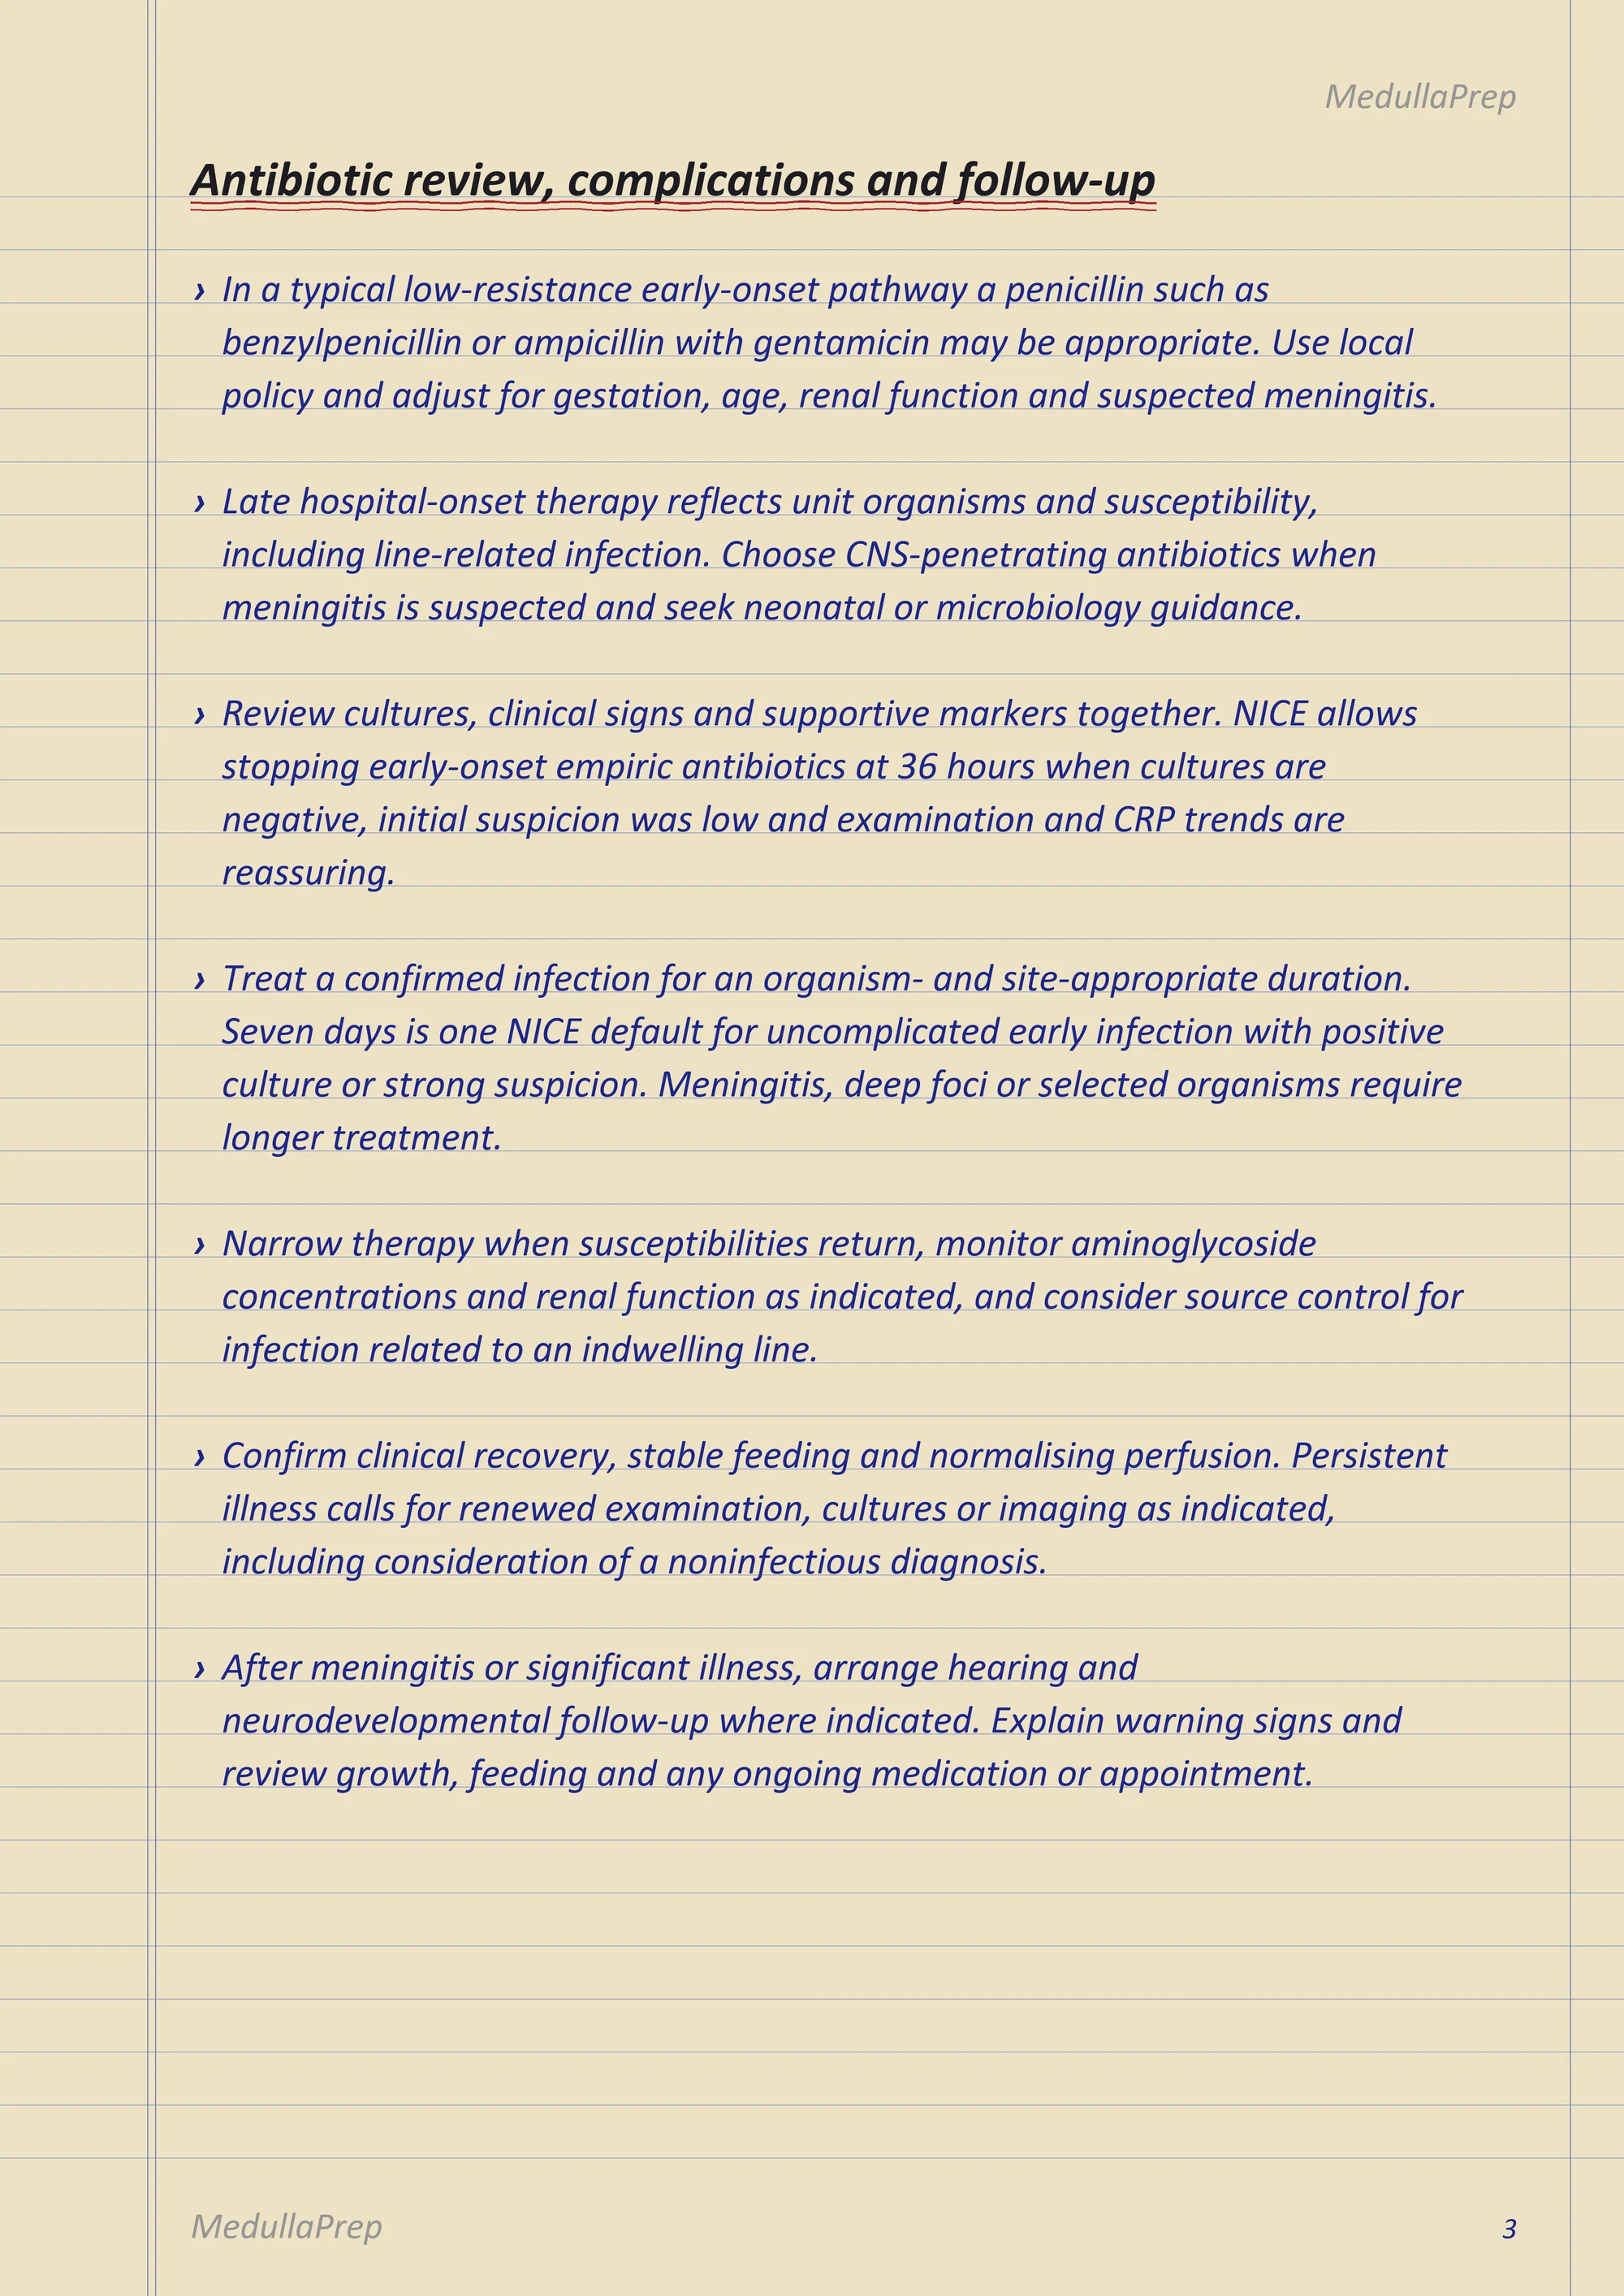 MedullaPrep
Antibiotic review, complications and follow-up
› In a typical low-resistance early-onset pathway a penicillin such as
benzylpenicillin or ampicillin with gentamicin may be appropriate. Use local
policy and adjust for gestation, age, renal function and suspected meningitis.
› Late hospital-onset therapy reflects unit organisms and susceptibility,
including line-related infection. Choose CNS-penetrating antibiotics when
meningitis is suspected and seek neonatal or microbiology guidance.
› Review cultures, clinical signs and supportive markers together. NICE allows
stopping early-onset empiric antibiotics at 36 hours when cultures are
negative, initial suspicion was low and examination and CRP trends are
reassuring.
› Treat a confirmed infection for an organism- and site-appropriate duration.
Seven days is one NICE default for uncomplicated early infection with positive
culture or strong suspicion. Meningitis, deep foci or selected organisms require
longer treatment.
› Narrow therapy when susceptibilities return, monitor aminoglycoside
concentrations and renal function as indicated, and consider source control for
infection related to an indwelling line.
› Confirm clinical recovery, stable feeding and normalising perfusion. Persistent
illness calls for renewed examination, cultures or imaging as indicated,
including consideration of a noninfectious diagnosis.
› After meningitis or significant illness, arrange hearing and
neurodevelopmental follow-up where indicated. Explain warning signs and
review growth, feeding and any ongoing medication or appointment.
MedullaPrep
3